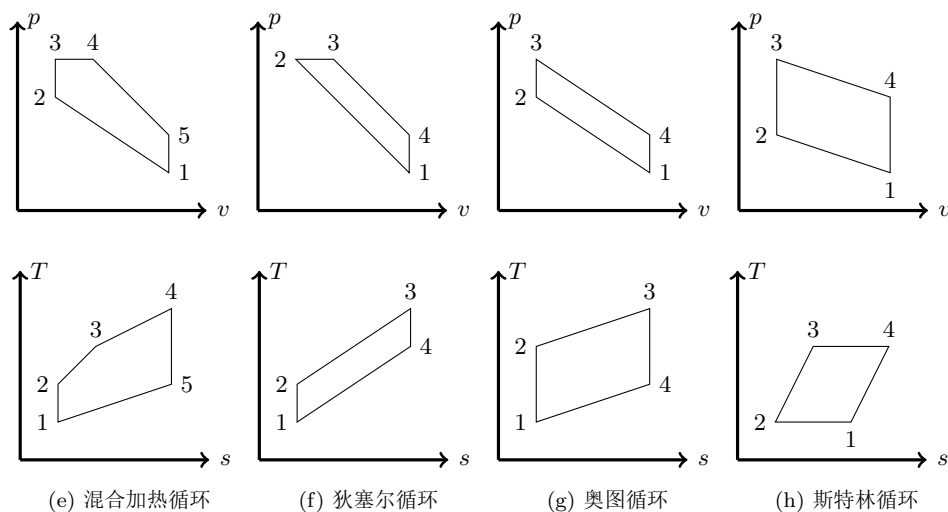 p p p p
3 4 3 3 3
2 2 2 2 4
5 4 4
1 1 1 1
v v v v
T T T T
4 3 3
3 2 3 4
2 2 4
5 4
1 1 1 2 1
s s s s
(e) 混合加热循环 (f) 狄塞尔循环 (g) 奥图循环 (h) 斯特林循环